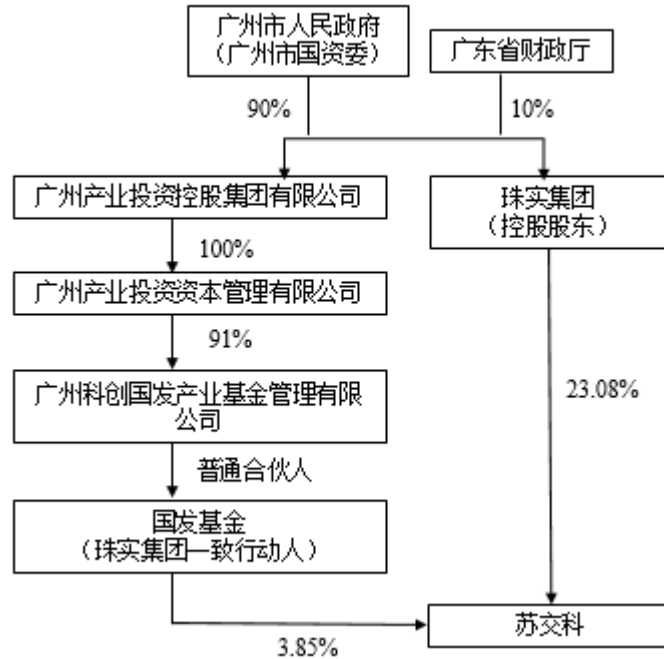 广州市人民政府
（广州市国资委）
广东省财政厅
90%
10%
广州产业投资控股集团有限公司
珠实集团
（控股股东）
100%
广州产业投资资本管理有限公司
91%
广州科创国发产业基金管理有限
公司
23.08%
普通合伙人
国发基金
（珠实集团一致行动人）
苏交科
3.85%